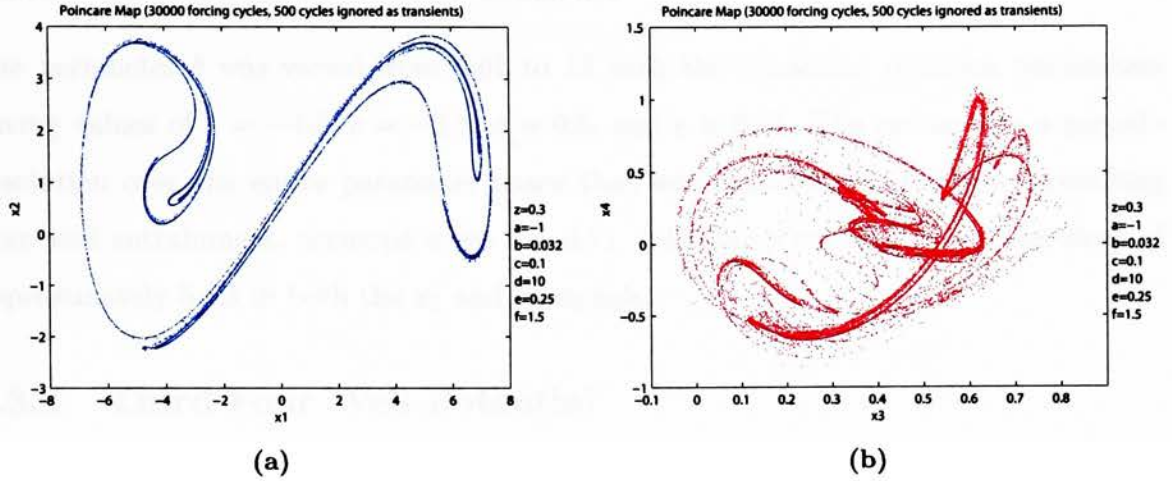 Poincare Map (30000 forcing cycles, 500 cycles ignored as transients)
4
3
2
1
0
−1
−2
−3
x2
−8
−6
−4
−2
0
2
4
6
8
x1
z=0.3
a=−1
b=0.032
c=0.1
d=10
e=0.25
f=1.5
(a)
Poincare Map (30000 forcing cycles, 500 cycles ignored as transients)
1.5
1
0.5
0
−0.5
−1
x4
−0.1
0
0.1
0.2
0.3
0.4
0.5
0.6
0.7
0.8
x3
z=0.3
a=−1
b=0.032
c=0.1
d=10
e=0.25
f=1.5
(b)